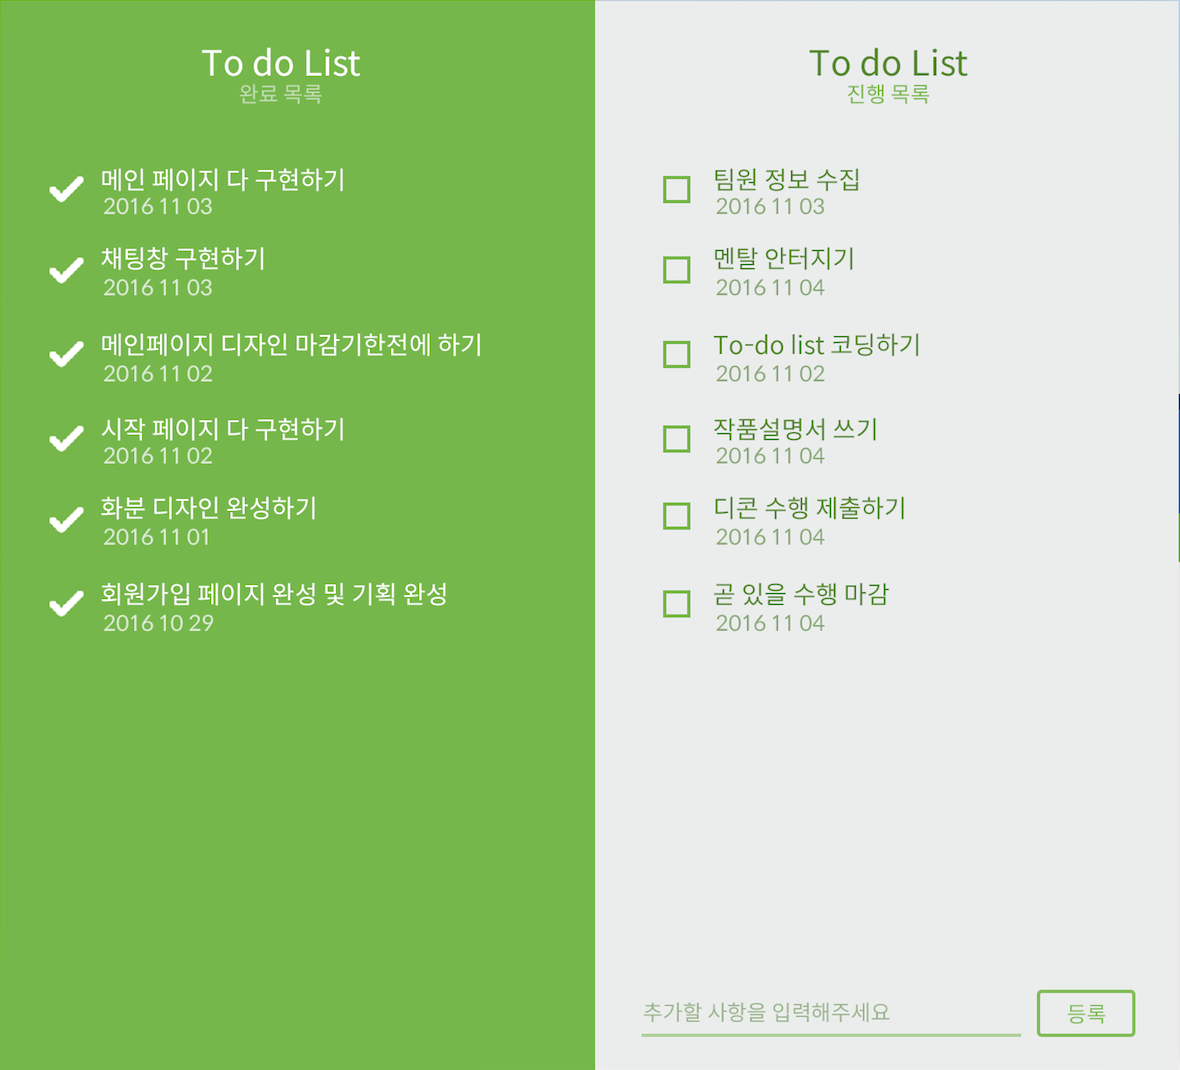 To do List
완료 목록
메인 페이지 다 구현하기
2016 11 03
채팅창 구현하기
2016 11 03
메인페이지 디자인 마감기한전에 하기
2016 11 02
시작 페이지 다 구현하기
2016 11 02
화분 디자인 완성하기
2016 11 01
회원가입 페이지 완성 및 기획 완성
2016 10 29
To do List
진행 목록
팀원 정보 수집
2016 11 03
멘탈 안터지기
2016 11 04
To-do list 코딩하기
2016 11 02
작품설명서 쓰기
2016 11 04
디콘 수행 제출하기
2016 11 04
곧 있을 수행 마감
2016 11 04
추가할 사항을 입력해주세요
등록